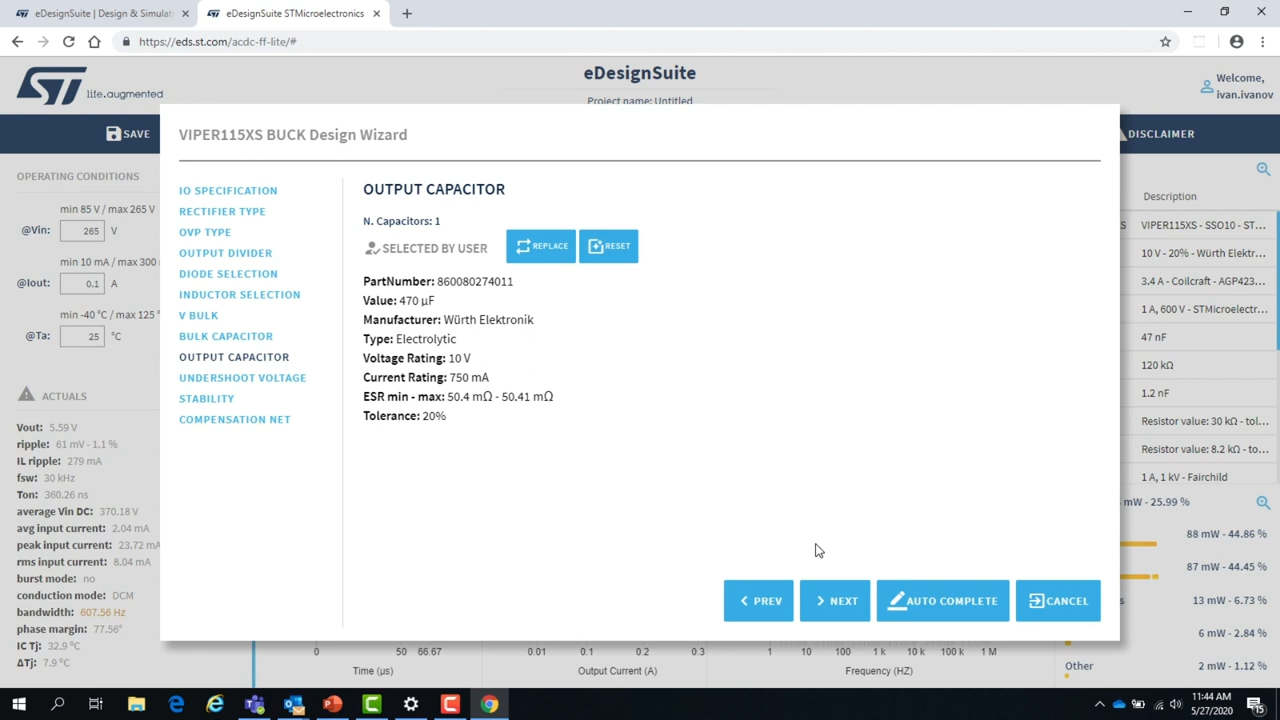 eDesignSuite | Design & Simulat
eDesignSuite STMicroelectronics
https://eds.st.com/acdc-ff-lite/#
ST life.augmented
eDesignSuite
Project name: Untitled
Welcome,
ivan.ivanov
SAVE
DISCLAIMER
OPERATING CONDITIONS
min 85 V / max 265 V
@Vin: 265 V
min 10 mA / max 300
@Iout: 0.1 A
min -40 °C / max 125 °
@Ta: 25 °C
ACTUALS
Vout: 5.59 V
ripple: 61 mV - 1.1 %
IL ripple: 279 mA
fsw: 30 kHz
Ton: 360.26 ns
average Vin DC: 370.18 V
avg input current: 2.04 mA
peak input current: 23.72 mA
rms input current: 8.04 mA
burst mode: no
conduction mode: DCM
bandwidth: 607.56 Hz
phase margin: 77.56°
IC Tj: 32.9 °C
ΔTj: 7.9 °C
VIPER115XS BUCK Design Wizard
IO SPECIFICATION
RECTIFIER TYPE
OVP TYPE
OUTPUT DIVIDER
DIODE SELECTION
INDUCTOR SELECTION
V BULK
BULK CAPACITOR
OUTPUT CAPACITOR
UNDERSHOOT VOLTAGE
STABILITY
COMPENSATION NET
OUTPUT CAPACITOR
N. Capacitors: 1
SELECTED BY USER
REPLACE
RESET
PartNumber: 860080274011
Value: 470 µF
Manufacturer: Würth Elektronik
Type: Electrolytic
Voltage Rating: 10 V
Current Rating: 750 mA
ESR min - max: 50.4 mΩ - 50.41 mΩ
Tolerance: 20%
PREV
NEXT
AUTO COMPLETE
CANCEL
Description
S VIPER115XS - SSO10 - ST...
10 V - 20% - Würth Elektr...
3.4 A - Coilcraft - AGP423...
1 A, 600 V - STMicroelectr...
47 nF
120 kΩ
1.2 nF
Resistor value: 30 kΩ - tol...
Resistor value: 8.2 kΩ - to...
1 A, 1 kV - Fairchild
mW - 25.99 %
88 mW - 44.86 %
87 mW - 44.45 %
s 13 mW - 6.73 %
6 mW - 2.84 %
Other 2 mW - 1.12 %
0 50 66.67
Time (µs)
0.01 0.1 0.2 0.3
Output Current (A)
1 10 100 1 k 10 k 100 k 1 M
Frequency (HZ)
11:44 AM
5/27/2020
15